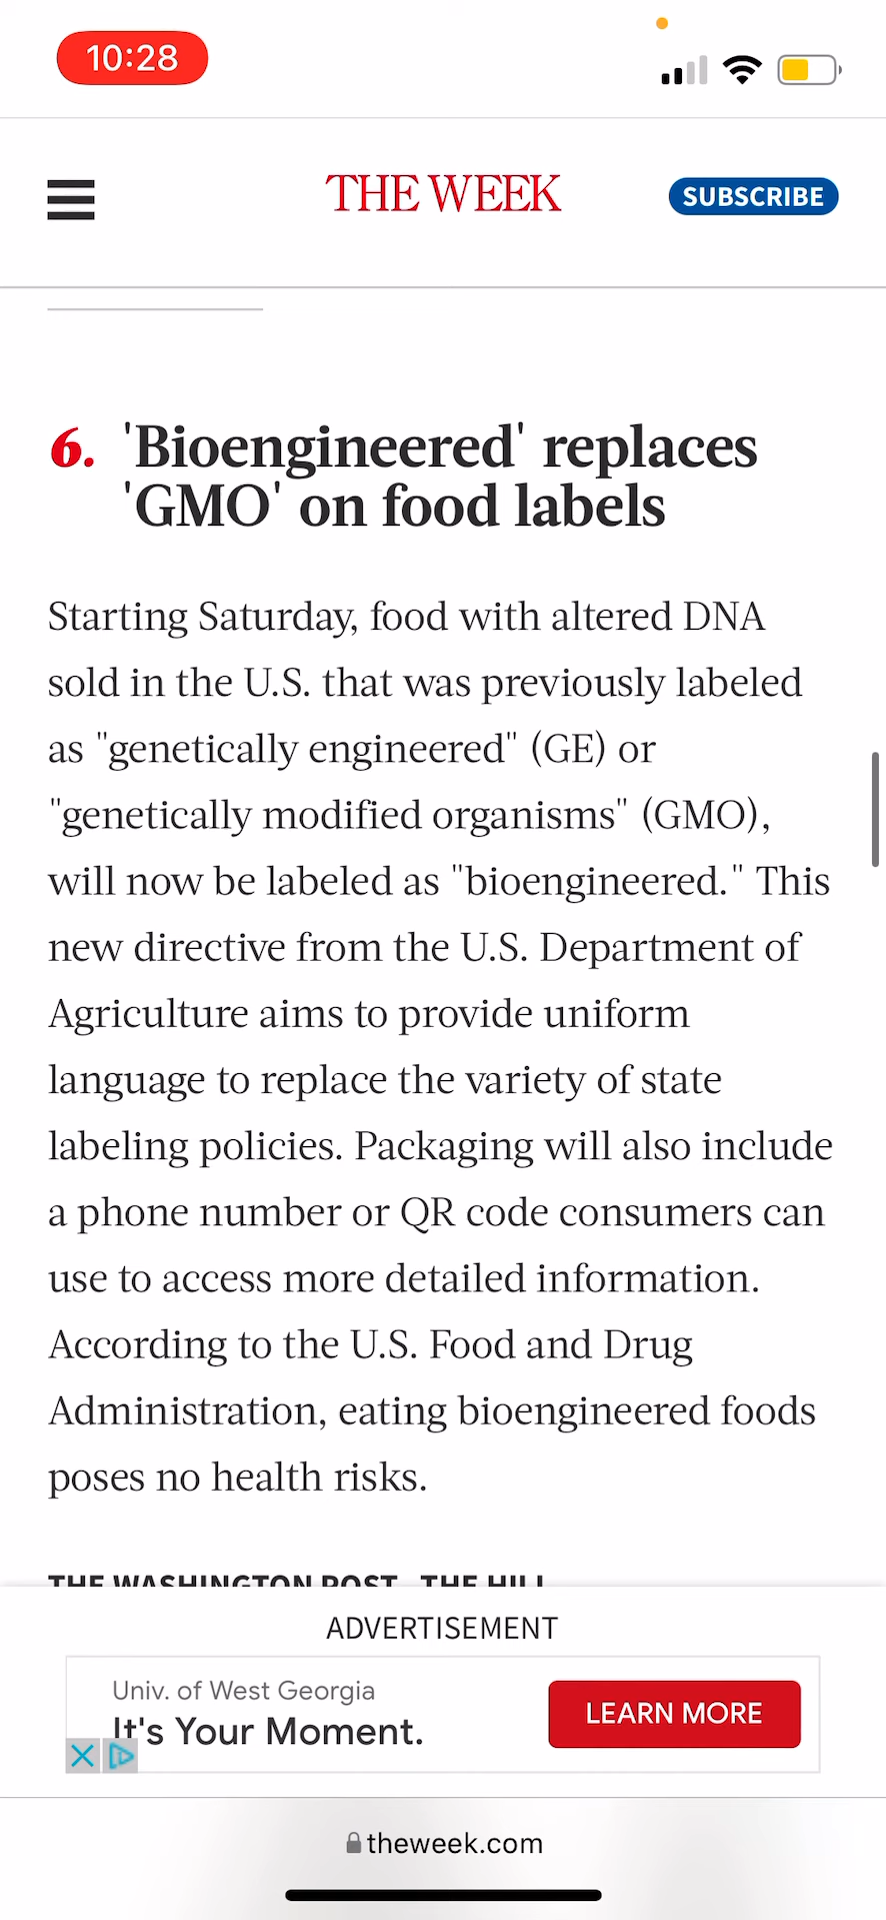 10:28
THE WEEK
SUBSCRIBE
6. 'Bioengineered' replaces
'GMO' on food labels
Starting Saturday, food with altered DNA
sold in the U.S. that was previously labeled
as "genetically engineered" (GE) or
"genetically modified organisms" (GMO),
will now be labeled as "bioengineered." This
new directive from the U.S. Department of
Agriculture aims to provide uniform
language to replace the variety of state
labeling policies. Packaging will also include
a phone number or QR code consumers can
use to access more detailed information.
According to the U.S. Food and Drug
Administration, eating bioengineered foods
poses no health risks.
THE WASHINGTON POST THE HILL
ADVERTISEMENT
Univ. of West Georgia
It's Your Moment.
LEARN MORE
theweek.com